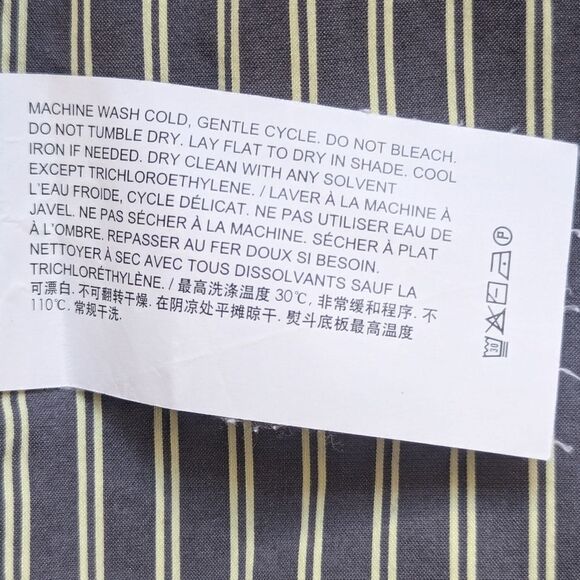 MACHINE WASH COLD, GENTLE CYCLE. DO NOT BLEACH.
DO NOT TUMBLE DRY. LAY FLAT TO DRY IN SHADE. COOL
IRON IF NEEDED. DRY CLEAN WITH ANY SOLVENT
EXCEPT TRICHLOROETHYLENE. / LAVER À LA MACHINE À
L'EAU FROIDE, CYCLE DÉLICAT. NE PAS UTILISER EAU DE
JAVEL. NE PAS SÉCHER À LA MACHINE. SÉCHER À PLAT
À L'OMBRE. REPASSER AU FER DOUX SI BESOIN.
NETTOYER À SEC AVEC TOUS DISSOLVANTS SAUF LA
TRICHLORÉTHYLÈNE. / 最高洗涤温度 30℃, 非常缓和程序. 不
可漂白. 不可翻转干燥. 在阴凉处平摊晾干. 熨斗底板最高温度
110℃. 常规干洗.
30
P